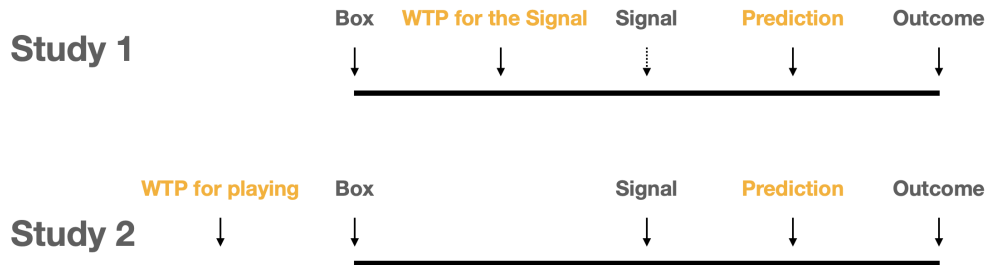 Study 1
Box WTP for the Signal Signal Prediction Outcome
Study 2
WTP for playing Box Signal Prediction Outcome